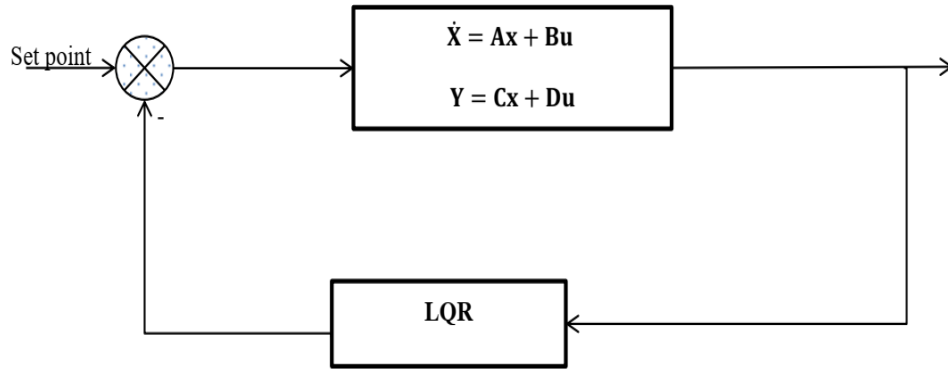 Set point
Ẋ = Ax + Bu
Y = Cx + Du
-
LQR